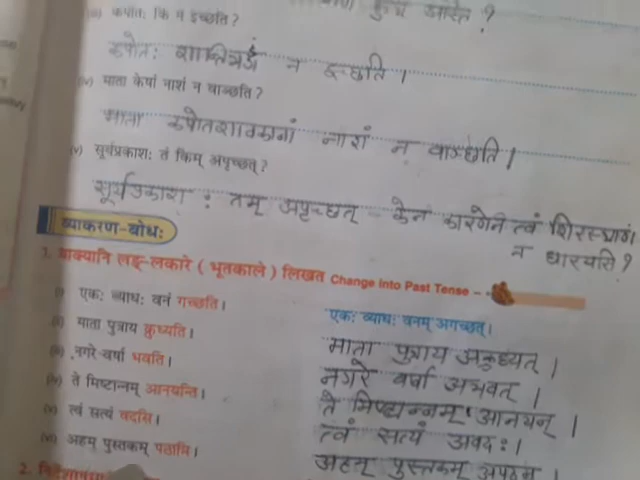 कपोतः किं न इच्छति?
कपोतः न इच्छति।
(iv) माता केषां नाशं न वाञ्छति?
माता कपोतशावकानां नाशं न वाञ्छति।
(v) सूर्यप्रकाशः तं किम् अपृच्छत्?
सूर्यप्रकाश : तम् अपृच्छत् केन कारणेन त्वं
न धारयति?
व्याकरण-बोधः
1. वाक्यानि लङ्-लकारे (भूतकाले) लिखत Change into Past Tense –
(i) एकः व्याधः वनं गच्छति। एकः व्याधः वनम् अगच्छत्।
(ii) माता पुत्राय क्रुध्यति। माता पुत्राय अक्रुध्यत्।
(iii) नगरे वर्षा भवति। नगरे वर्षा अभवत्।
(iv) ते मिष्टान्नम् आनयन्ति। ते मिष्टान्नम् आनयन्।
(v) त्वं सत्यं वदसि। त्वं सत्यं अवदः।
(vi) अहम् पुस्तकम् पठामि। अहम् पुस्तकम्
2.